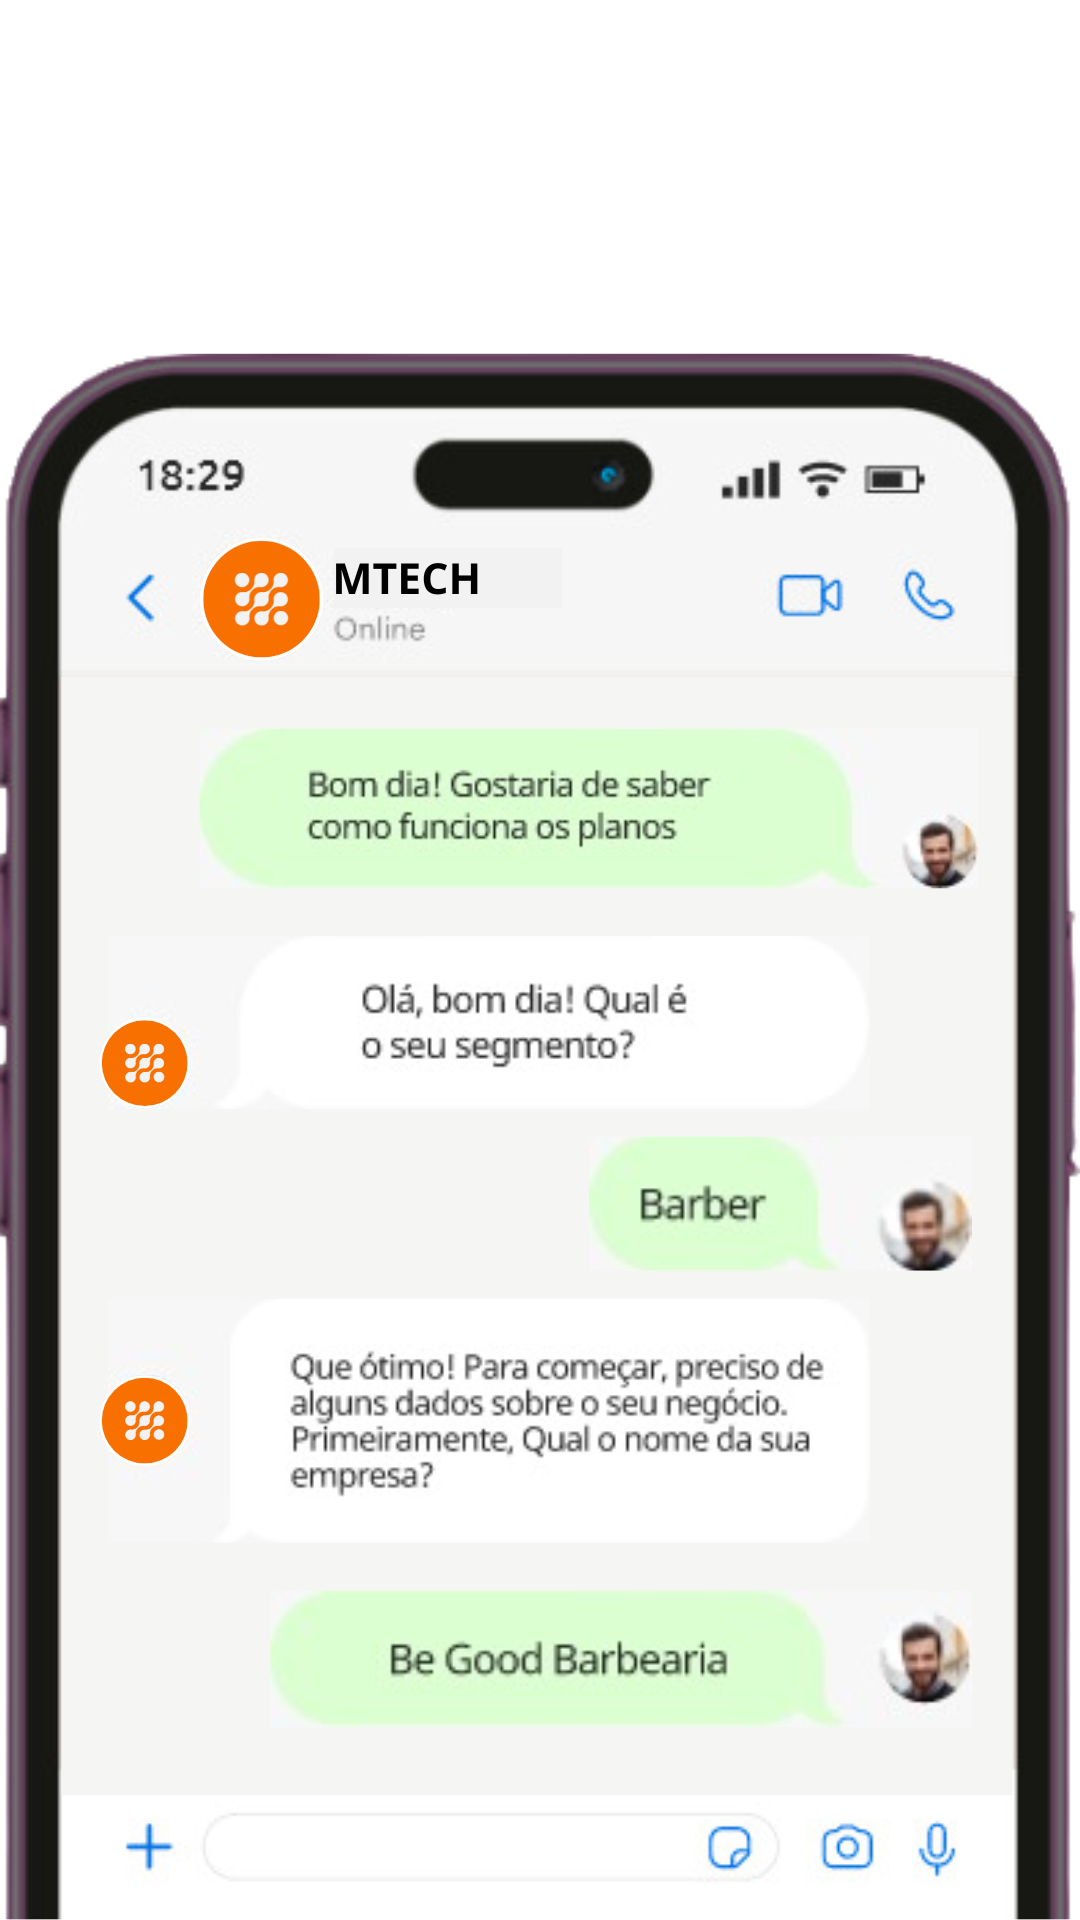 18:29
MTECH
Online
Bom dia! Gostaria de saber
como funciona os planos
Olá, bom dia! Qual é
o seu segmento?
Barber
Que ótimo! Para começar, preciso de
alguns dados sobre o seu negócio.
Primeiramente, Qual o nome da sua
empresa?
Be Good Barbearia